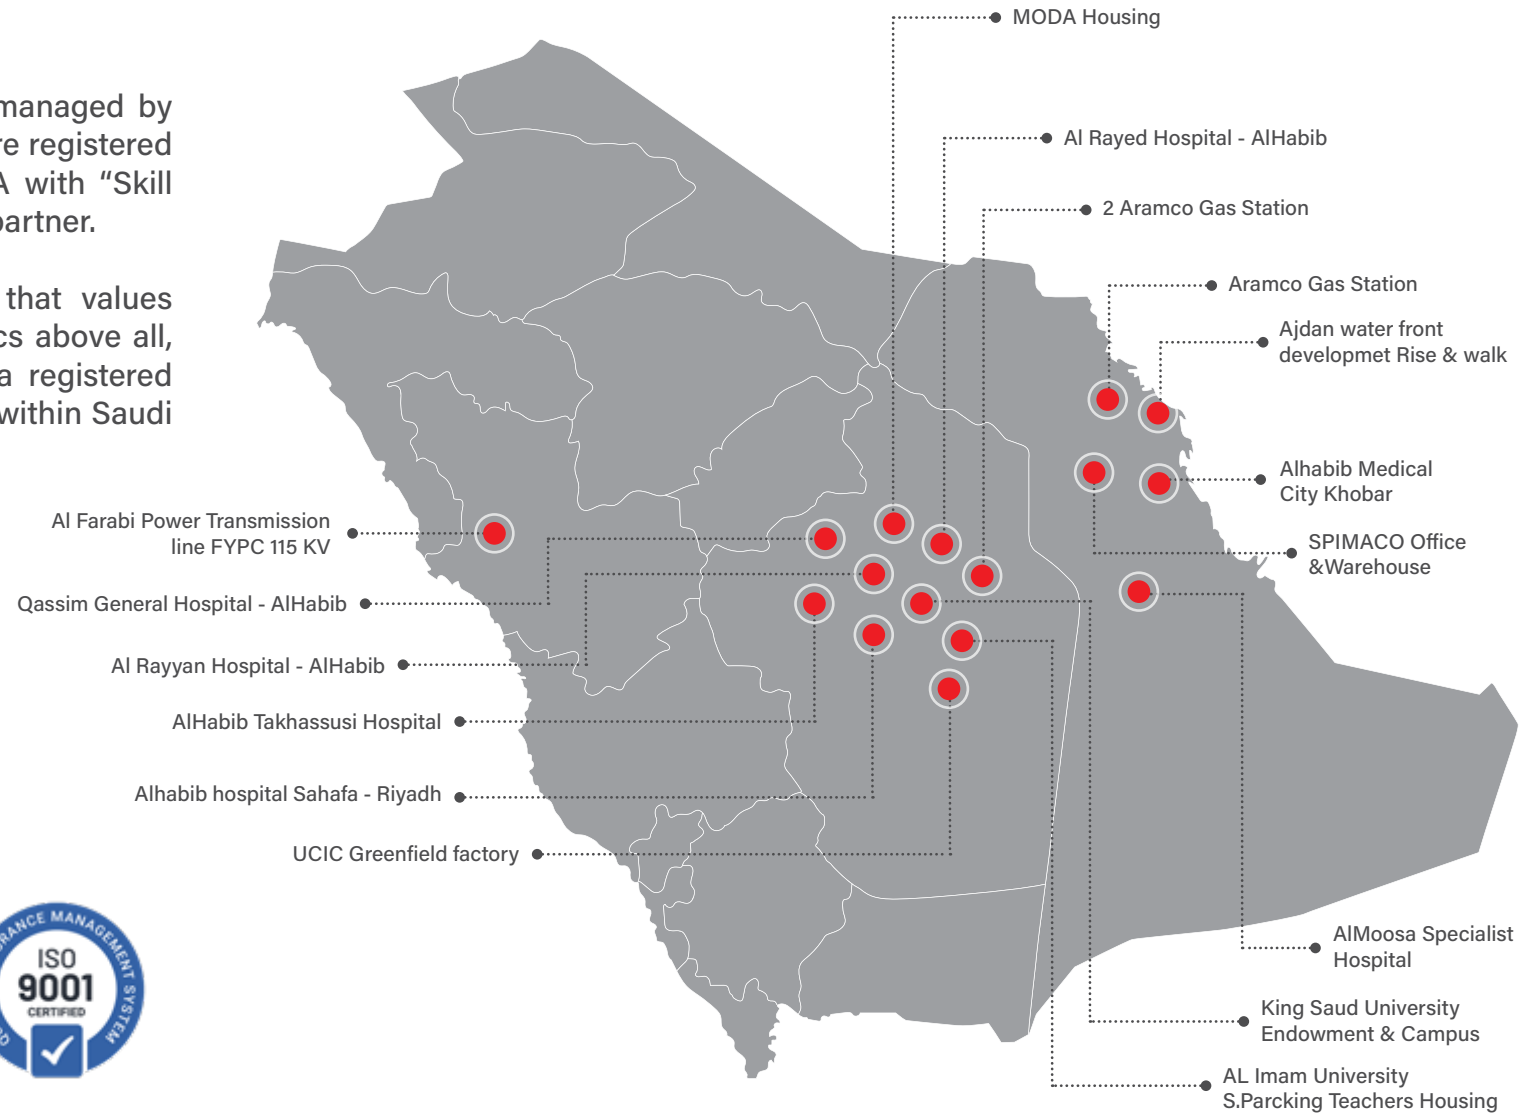 managed by
re registered
A with “Skill
partner.
that values
cs above all,
a registered
within Saudi
MODA Housing
Al Rayed Hospital - AlHabib
2 Aramco Gas Station
Aramco Gas Station
Ajdan water front
developmet Rise & walk
Alhabib Medical
City Khobar
SPIMACO Office
&Warehouse
Al Farabi Power Transmission
line FYPC 115 KV
Qassim General Hospital - AlHabib
Al Rayyan Hospital - AlHabib
AlHabib Takhassusi Hospital
Alhabib hospital Sahafa - Riyadh
UCIC Greenfield factory
AlMoosa Specialist
Hospital
King Saud University
Endowment & Campus
AL Imam University
S.Parcking Teachers Housing
RANCE MANAGEMENT SYSTEM
ISO
9001
CERTIFIED